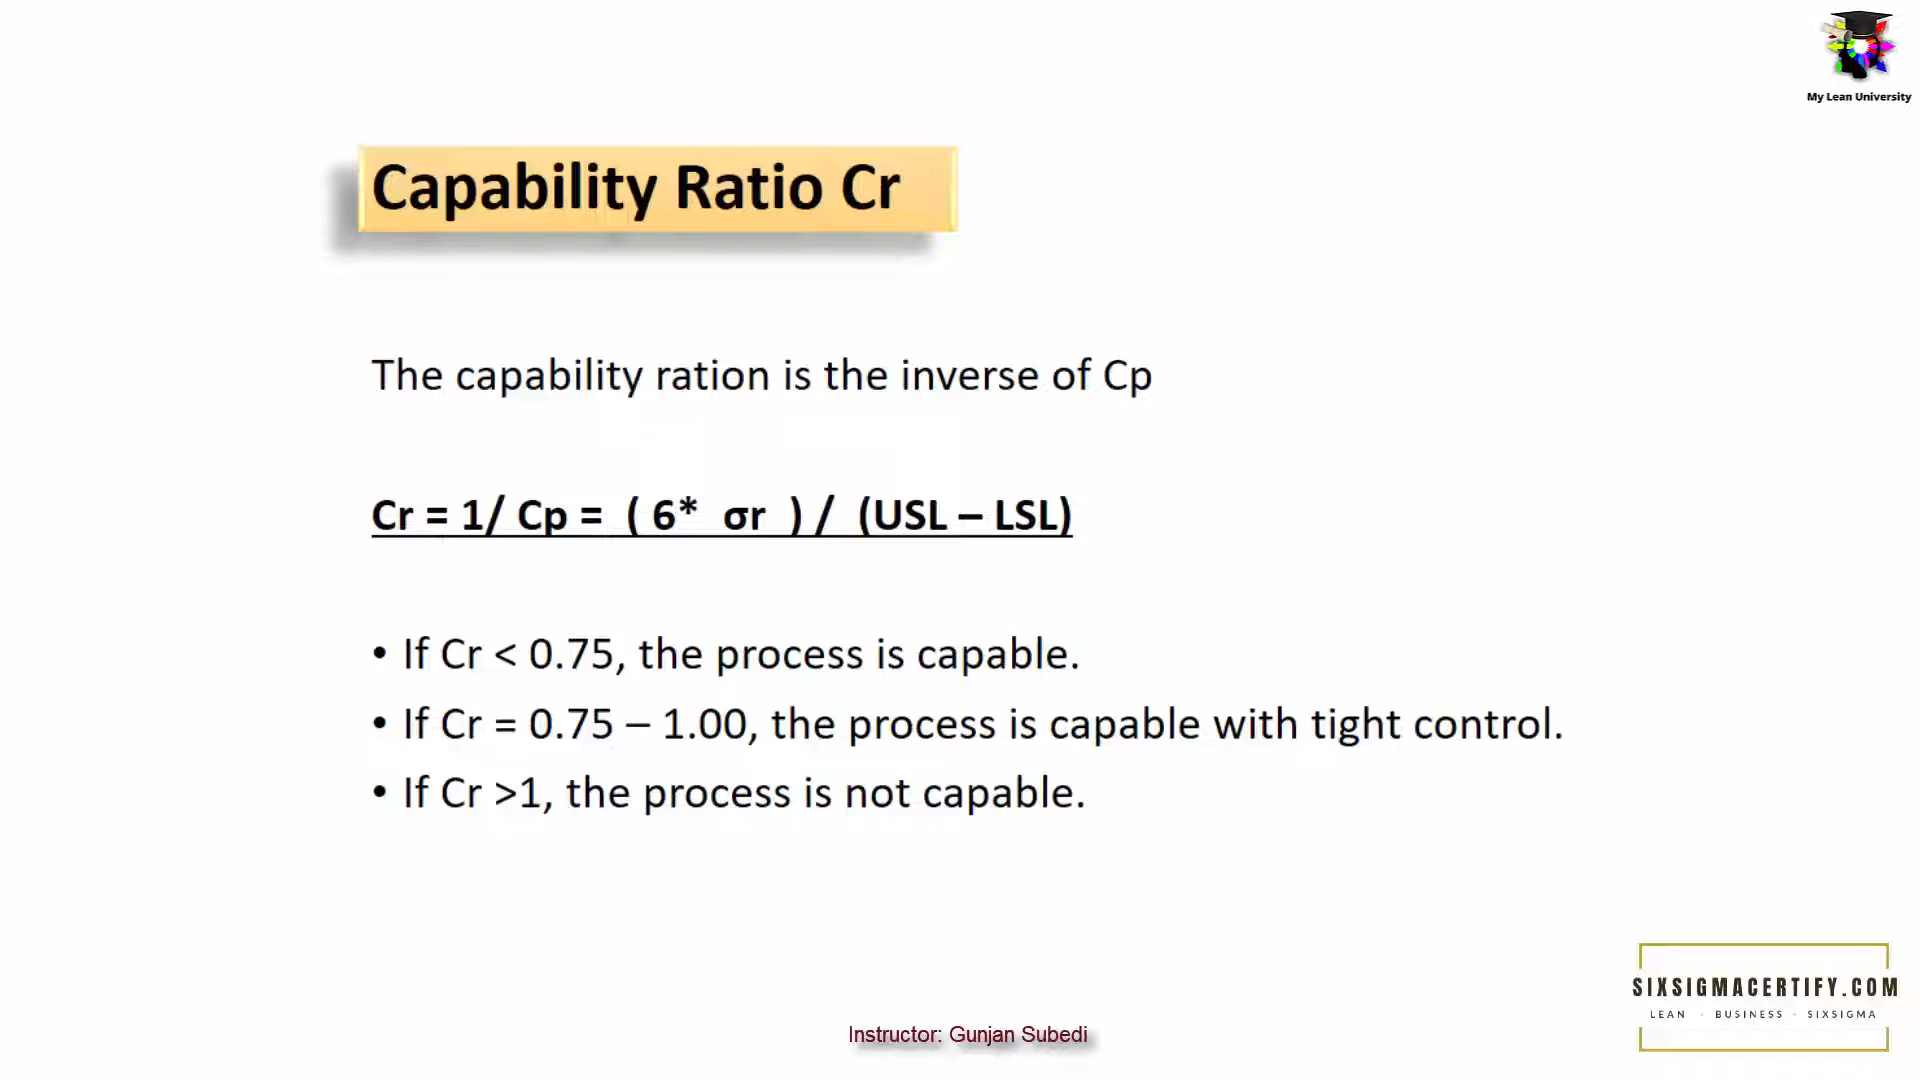 My Lean University
Capability Ratio Cr
The capability ration is the inverse of Cp
Cr = 1/ Cp = ( 6* σr ) / (USL – LSL)
• If Cr < 0.75, the process is capable.
• If Cr = 0.75 – 1.00, the process is capable with tight control.
• If Cr >1, the process is not capable.
SIXSIGMACERTIFY.COM
LEAN · BUSINESS · SIXSIGMA
Instructor: Gunjan Subedi